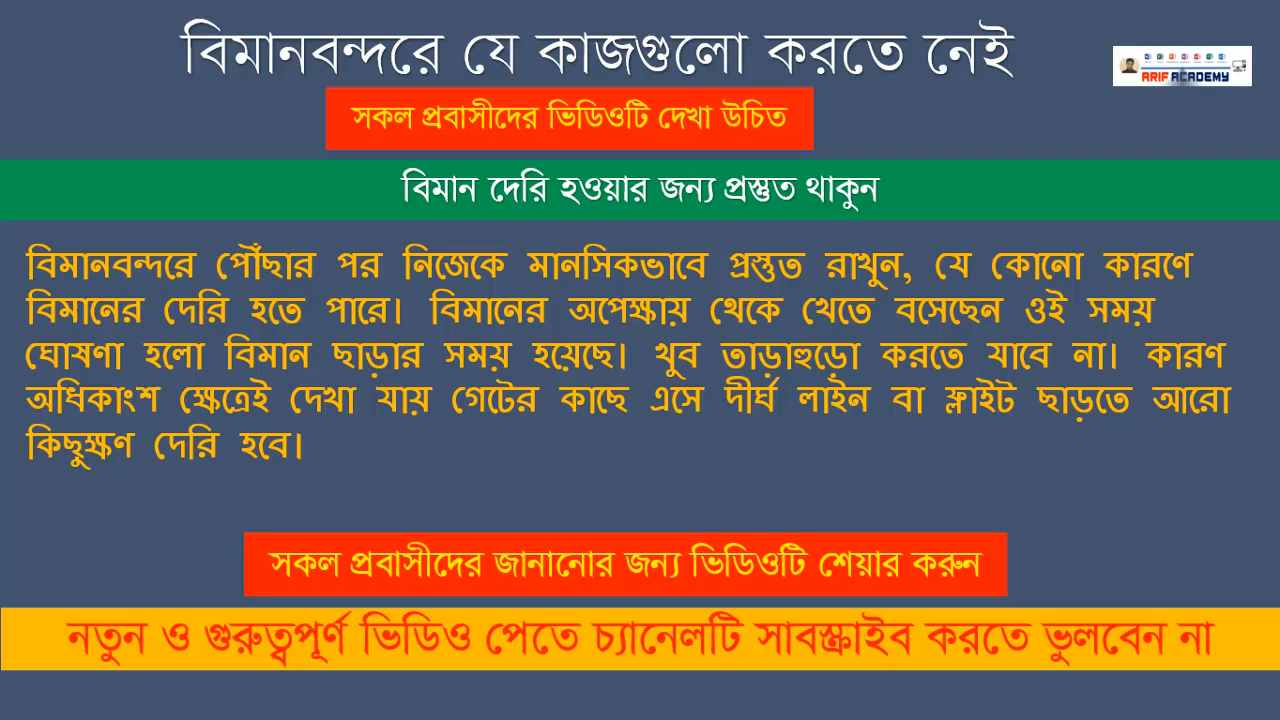 বিমানবন্দরে যে কাজগুলো করতে নেই
ARIF ACADEMY
সকল প্রবাসীদের ভিডিওটি দেখা উচিত
বিমান দেরি হওয়ার জন্য প্রস্তুত থাকুন
বিমানবন্দরে পৌঁছার পর নিজেকে মানসিকভাবে প্রস্তুত রাখুন, যে কোনো কারণে
বিমানের দেরি হতে পারে। বিমানের অপেক্ষায় থেকে খেতে বসেছেন ওই সময়
ঘোষণা হলো বিমান ছাড়ার সময় হয়েছে। খুব তাড়াহুড়ো করতে যাবে না। কারণ
অধিকাংশ ক্ষেত্রেই দেখা যায় গেটের কাছে এসে দীর্ঘ লাইন বা ফ্লাইট ছাড়তে আরো
কিছুক্ষণ দেরি হবে।
সকল প্রবাসীদের জানানোর জন্য ভিডিওটি শেয়ার করুন
নতুন ও গুরুত্বপূর্ণ ভিডিও পেতে চ্যানেলটি সাবস্ক্রাইব করতে ভুলবেন না